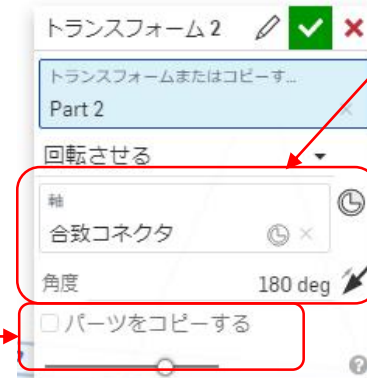 トランスフォーム 2
トランスフォームまたはコピーす...
Part 2
回転させる
軸
合致コネクタ
角度 180 deg
パーツをコピーする